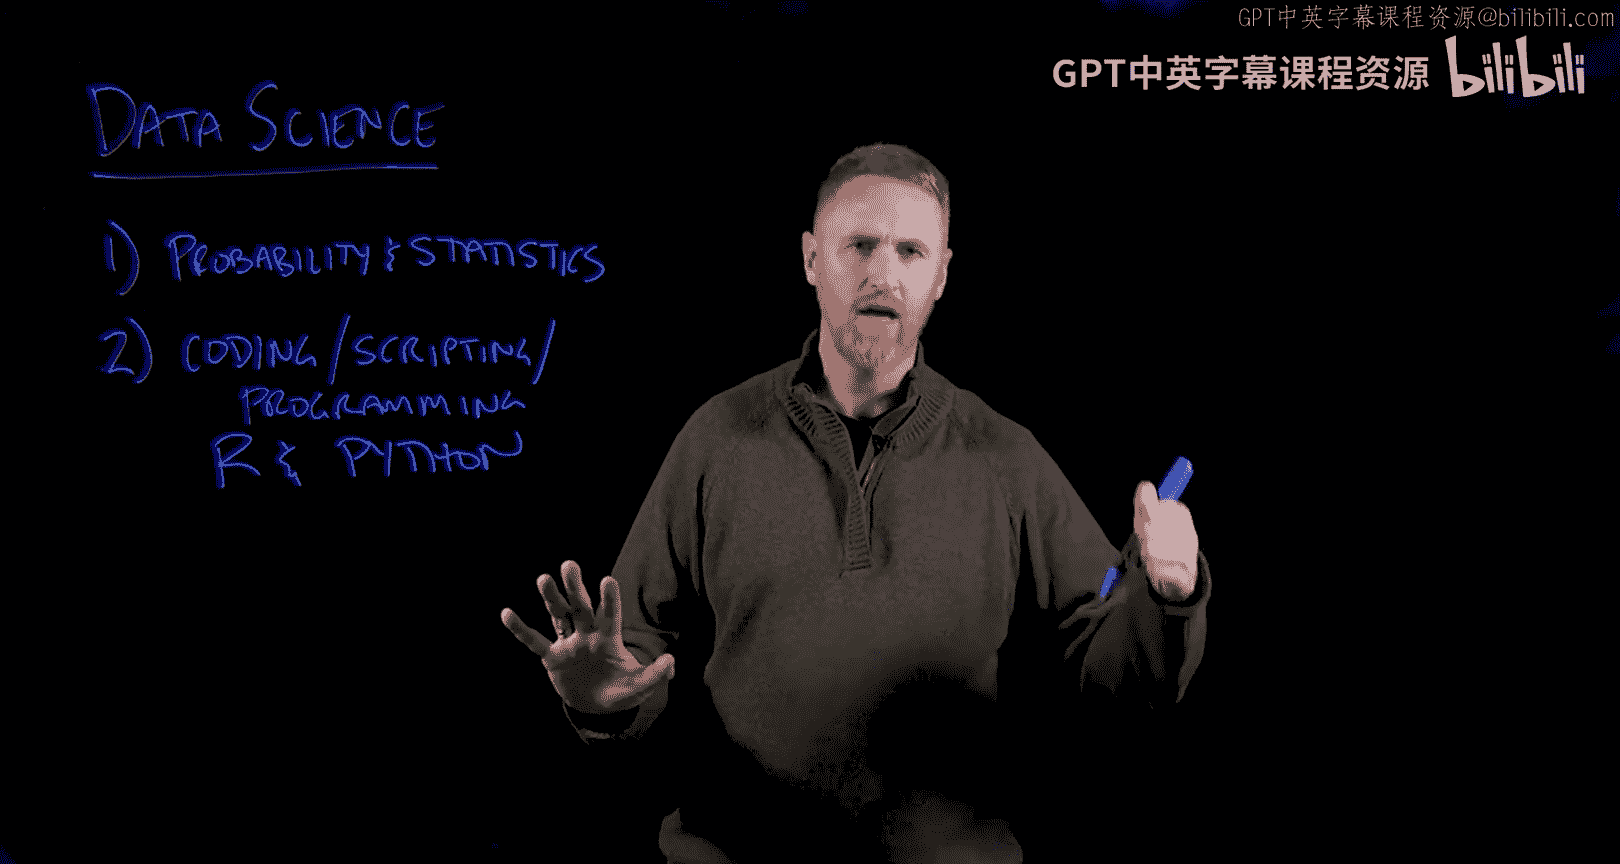 GPT中英字幕课程资源@bilibili.com
GPT中英字幕课程资源 bilibili
DATA SCIENCE
1) PROBABILITY & STATISTICS
2) CODING/SCRIPTING/
PROGRAMMING
R & PYTHON